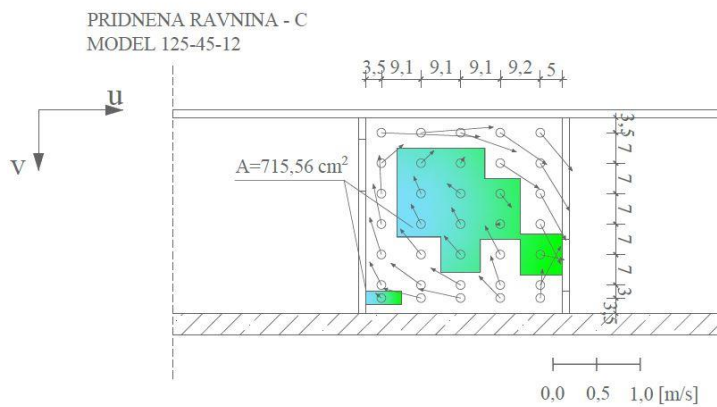 PRIDNENA RAVNINA - C
MODEL 125-45-12
3,5 9,1 9,1 9,1 9,2 5
u
v
A=715,56 cm²
3,5
7
7
7
7
7
3
3,5
0,0 0,5 1,0 [m/s]